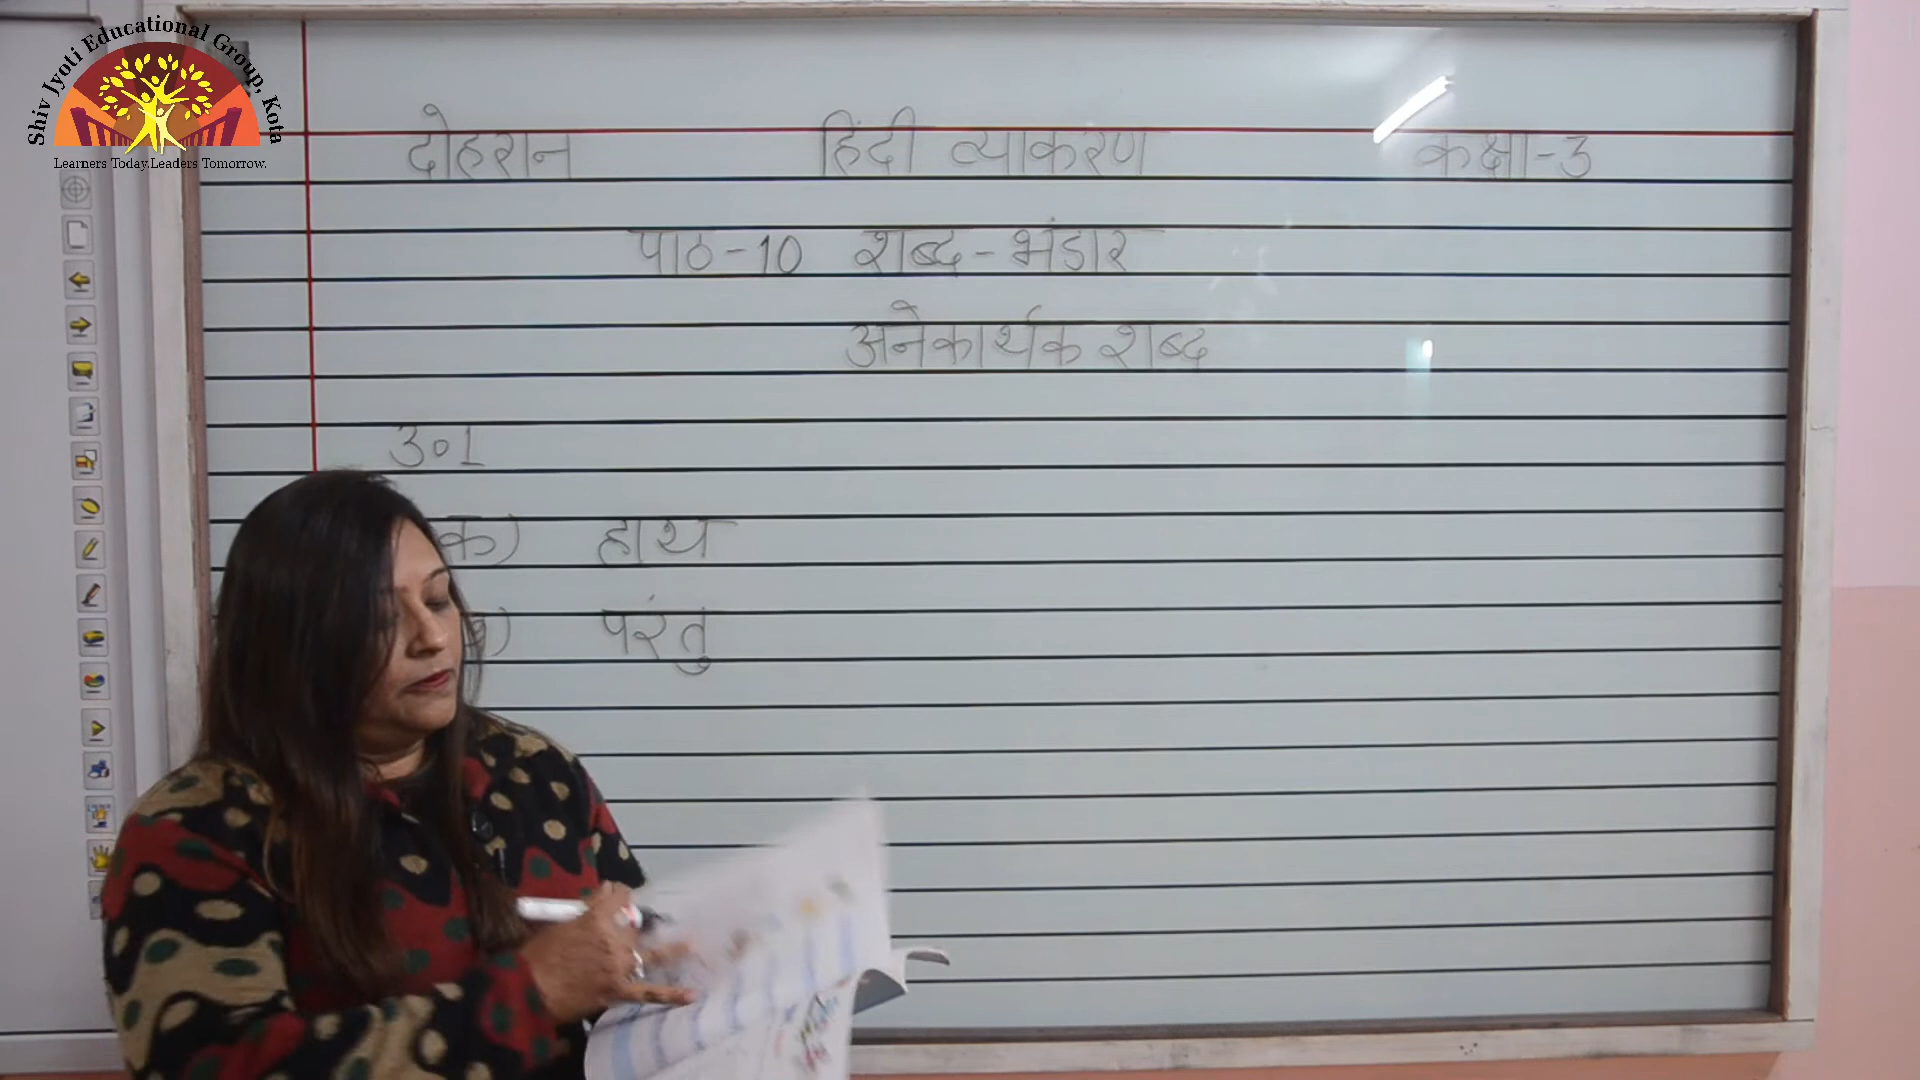 Shiv Jyoti Educational Group, Kota
Learners Today.Leaders Tomorrow.
दोहरान हिंदी व्याकरण कक्षा-3
पाठ-10 शब्द-भंडार
अनेकार्थक शब्द
उ०1
क) हाथ
) परंतु